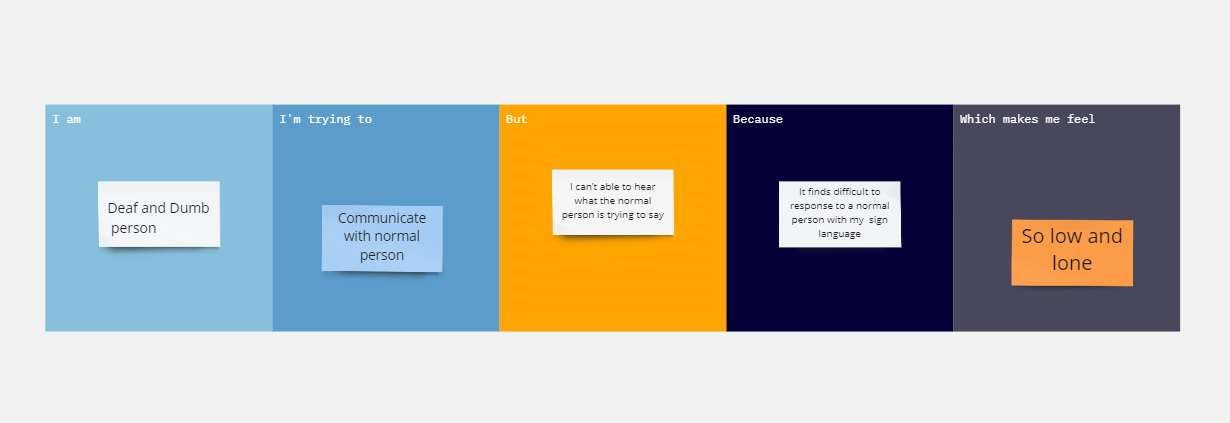 I am
Deaf and Dumb
person
I'm trying to
Communicate
with normal
person
But
I can't able to hear
what the normal
person is trying to say
Because
It finds difficult to
response to a normal
person with my sign
language
Which makes me feel
So low and
lone